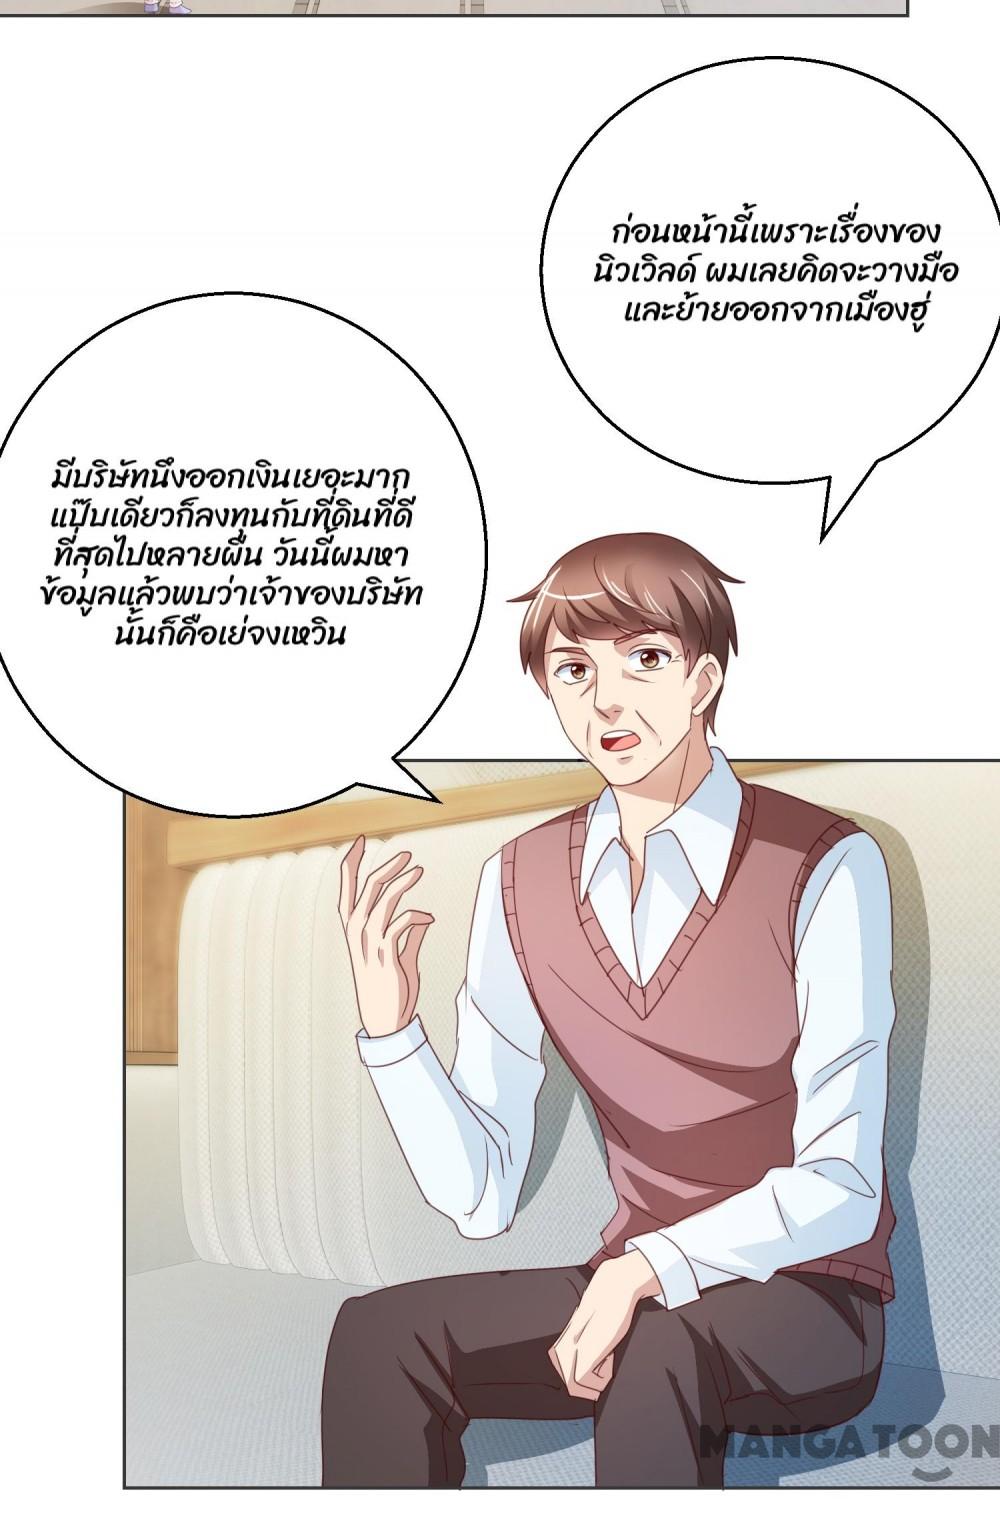 ก่อนหน้านี้เพราะเรื่องของ
นิวเวิลด์ ผมเลยคิดจะวางมือ
และย้ายออกจากเมืองฮู่
มีบริษัทนึงออกเงินเยอะมาก
แป๊บเดียวก็ลงทุนกับที่ดินที่ดี
ที่สุดไปหลายผืน วันนี้ผมหา
ข้อมูลแล้วพบว่าเจ้าของบริษัท
นั้นก็คือเย่จงเหวิน
MANGATOON